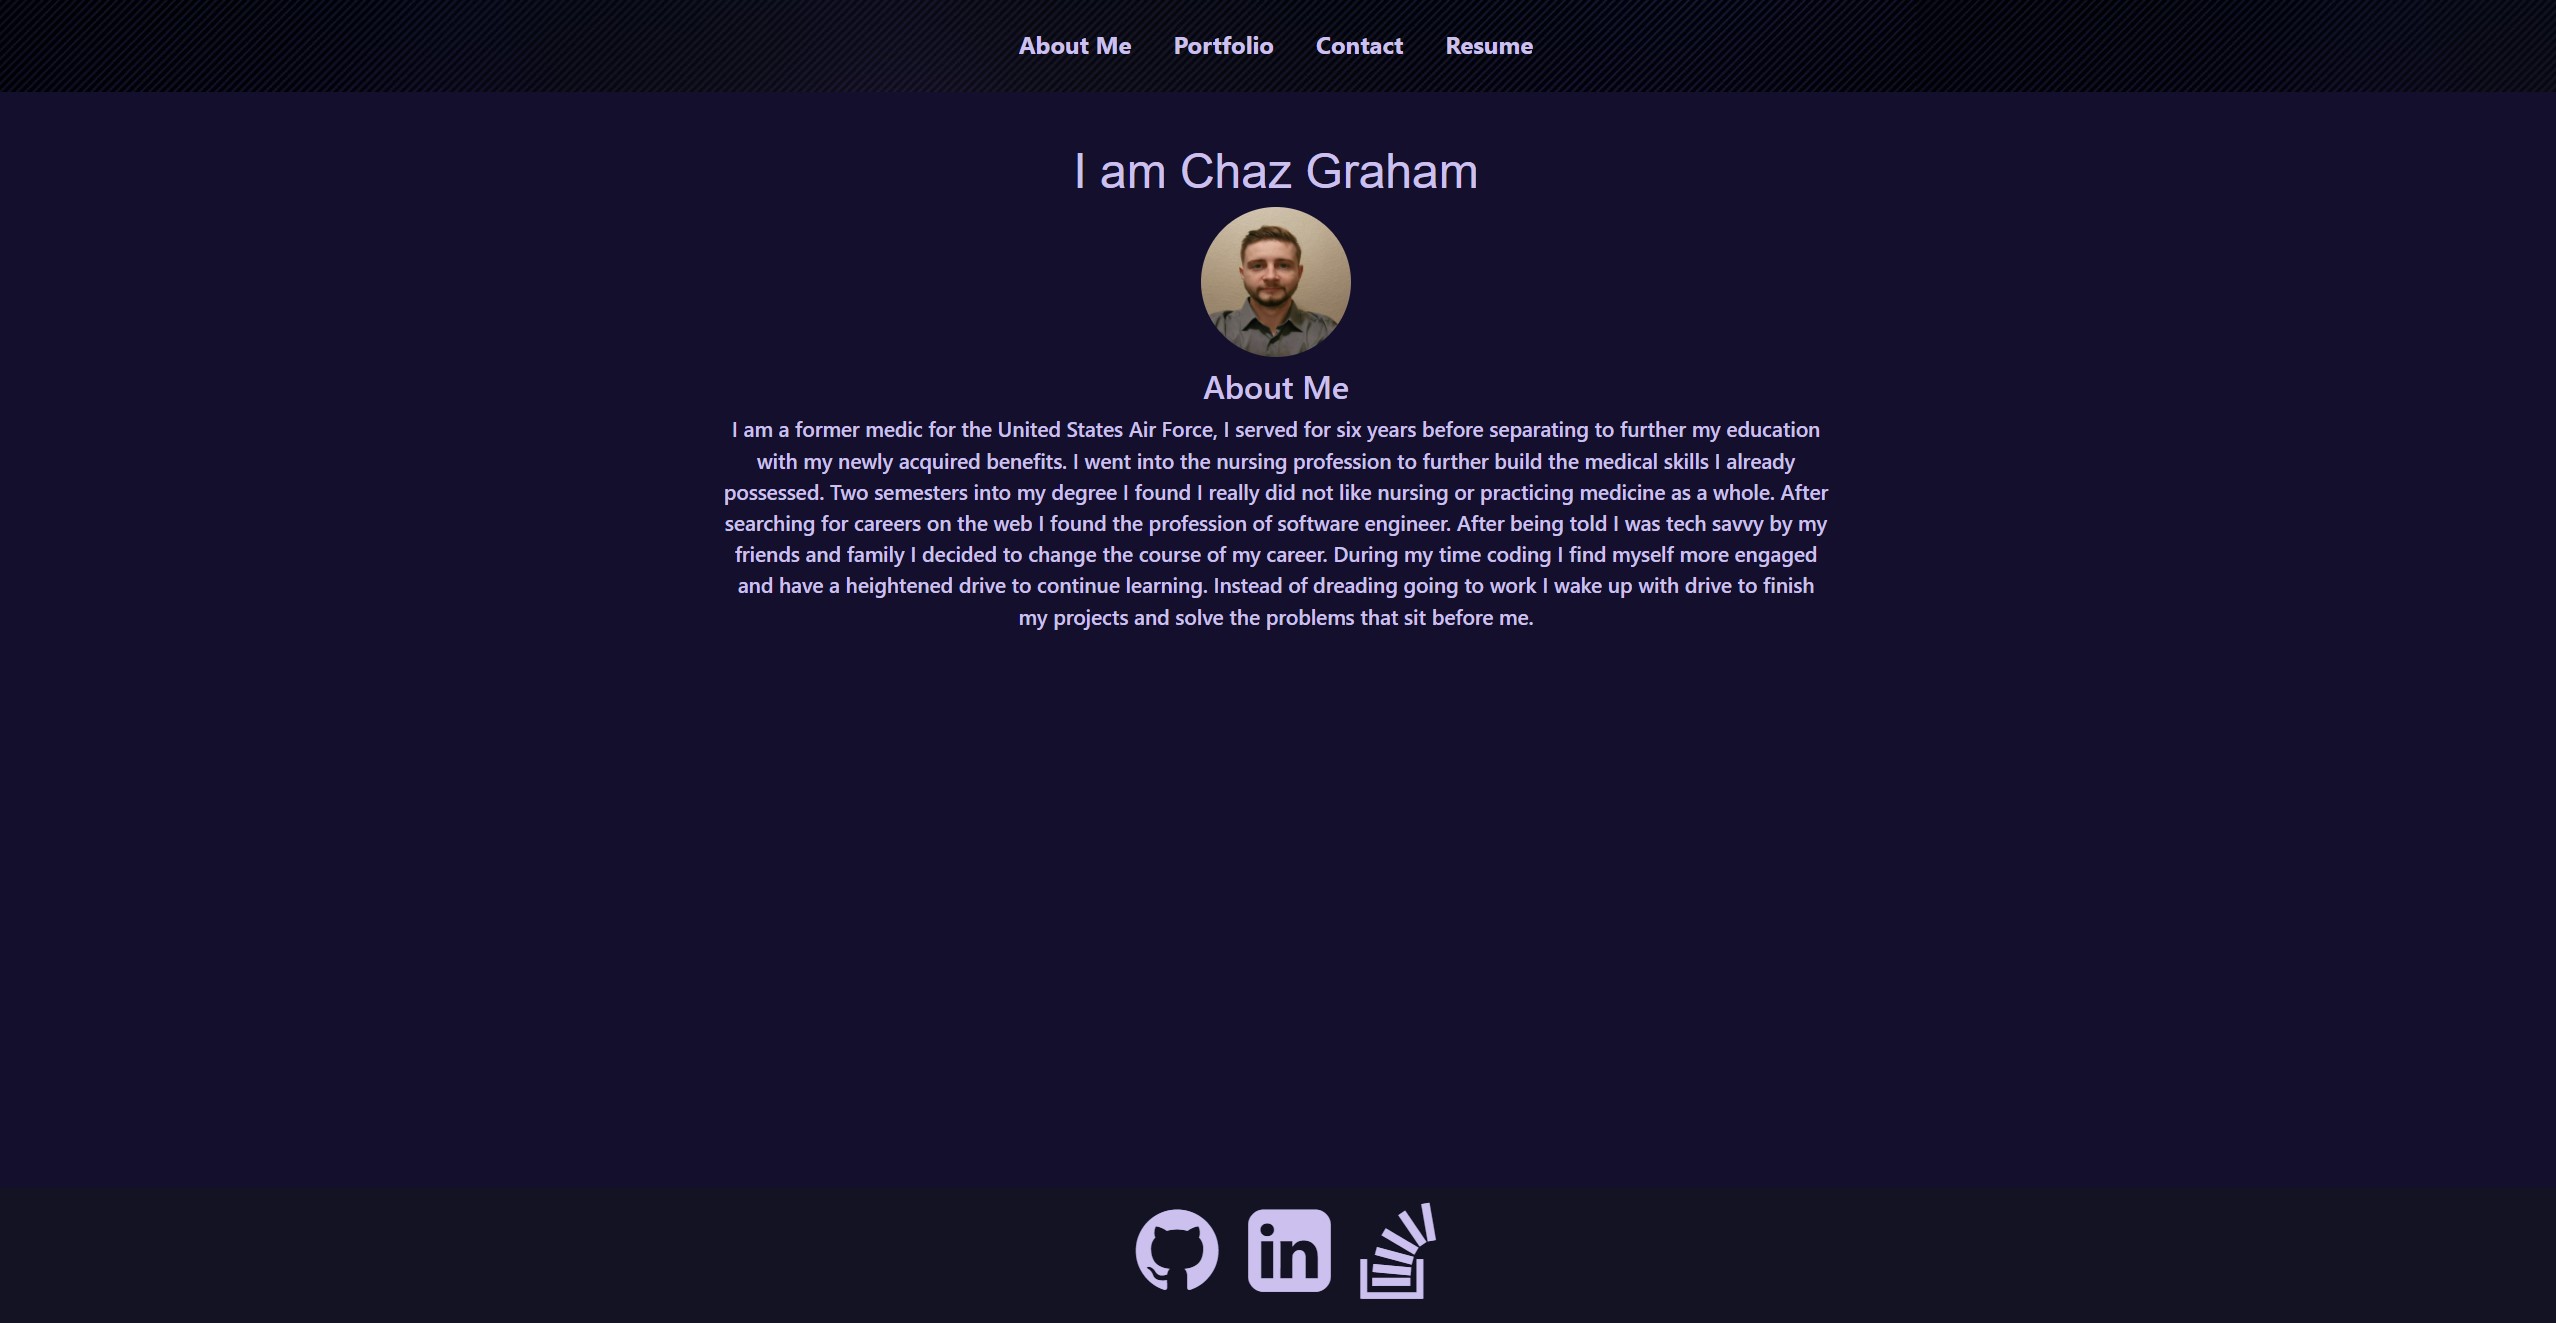 About Me Portfolio Contact Resume
I am Chaz Graham
About Me
I am a former medic for the United States Air Force, I served for six years before separating to further my education
with my newly acquired benefits. I went into the nursing profession to further build the medical skills I already
possessed. Two semesters into my degree I found I really did not like nursing or practicing medicine as a whole. After
searching for careers on the web I found the profession of software engineer. After being told I was tech savvy by my
friends and family I decided to change the course of my career. During my time coding I find myself more engaged
and have a heightened drive to continue learning. Instead of dreading going to work I wake up with drive to finish
my projects and solve the problems that sit before me.
in